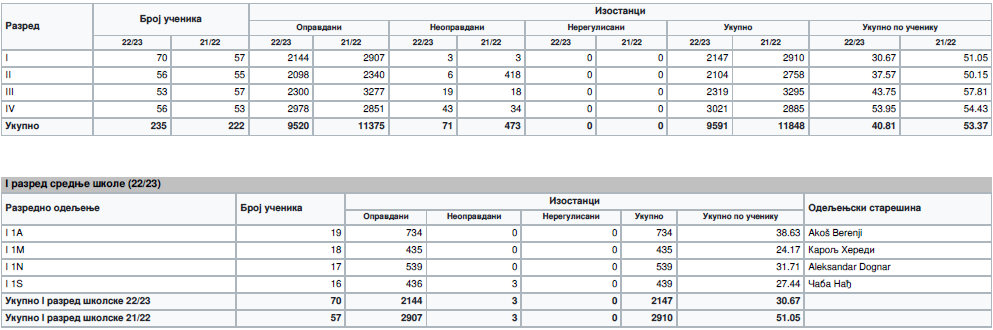 Разред Број ученика Изостанци
Оправдани Неоправдани Нерегулисани Укупно Укупно по ученику
22/23 21/22 22/23 21/22 22/23 21/22 22/23 21/22 22/23 21/22 22/23 21/22
I 70 57 2144 2907 3 3 0 0 2147 2910 30.67 51.05
II 56 55 2098 2340 6 418 0 0 2104 2758 37.57 50.15
III 53 57 2300 3277 19 18 0 0 2319 3295 43.75 57.81
IV 56 53 2978 2851 43 34 0 0 3021 2885 53.95 54.43
Укупно 235 222 9520 11375 71 473 0 0 9591 11848 40.81 53.37
I разред средње школе (22/23)
Разредно одељење Број ученика Изостанци Одељењски старешина
Оправдани Неоправдани Нерегулисани Укупно Укупно по ученику
I 1A 19 734 0 0 734 38.63 Akoš Berenji
I 1M 18 435 0 0 435 24.17 Карољ Хереди
I 1N 17 539 0 0 539 31.71 Aleksandar Dognar
I 1S 16 436 3 0 439 27.44 Чаба Нађ
Укупно I разред школске 22/23 70 2144 3 0 2147 30.67
Укупно I разред школске 21/22 57 2907 3 0 2910 51.05